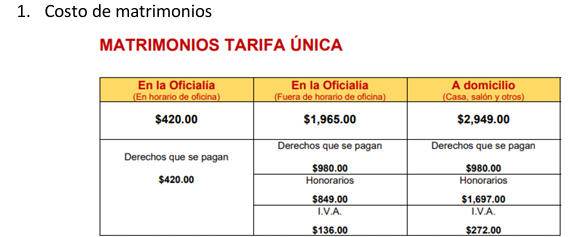 1. Costo de matrimonios
MATRIMONIOS TARIFA ÚNICA
En la Oficialía
(En horario de oficina)
En la Oficialía
(Fuera de horario de oficina)
A domicilio
(Casa, salón y otros)
$420.00
$1,965.00
$2,949.00
Derechos que se pagan
$420.00
Derechos que se pagan
$980.00
Honorarios
$849.00
I.V.A.
$136.00
Derechos que se pagan
$980.00
Honorarios
$1,697.00
I.V.A.
$272.00